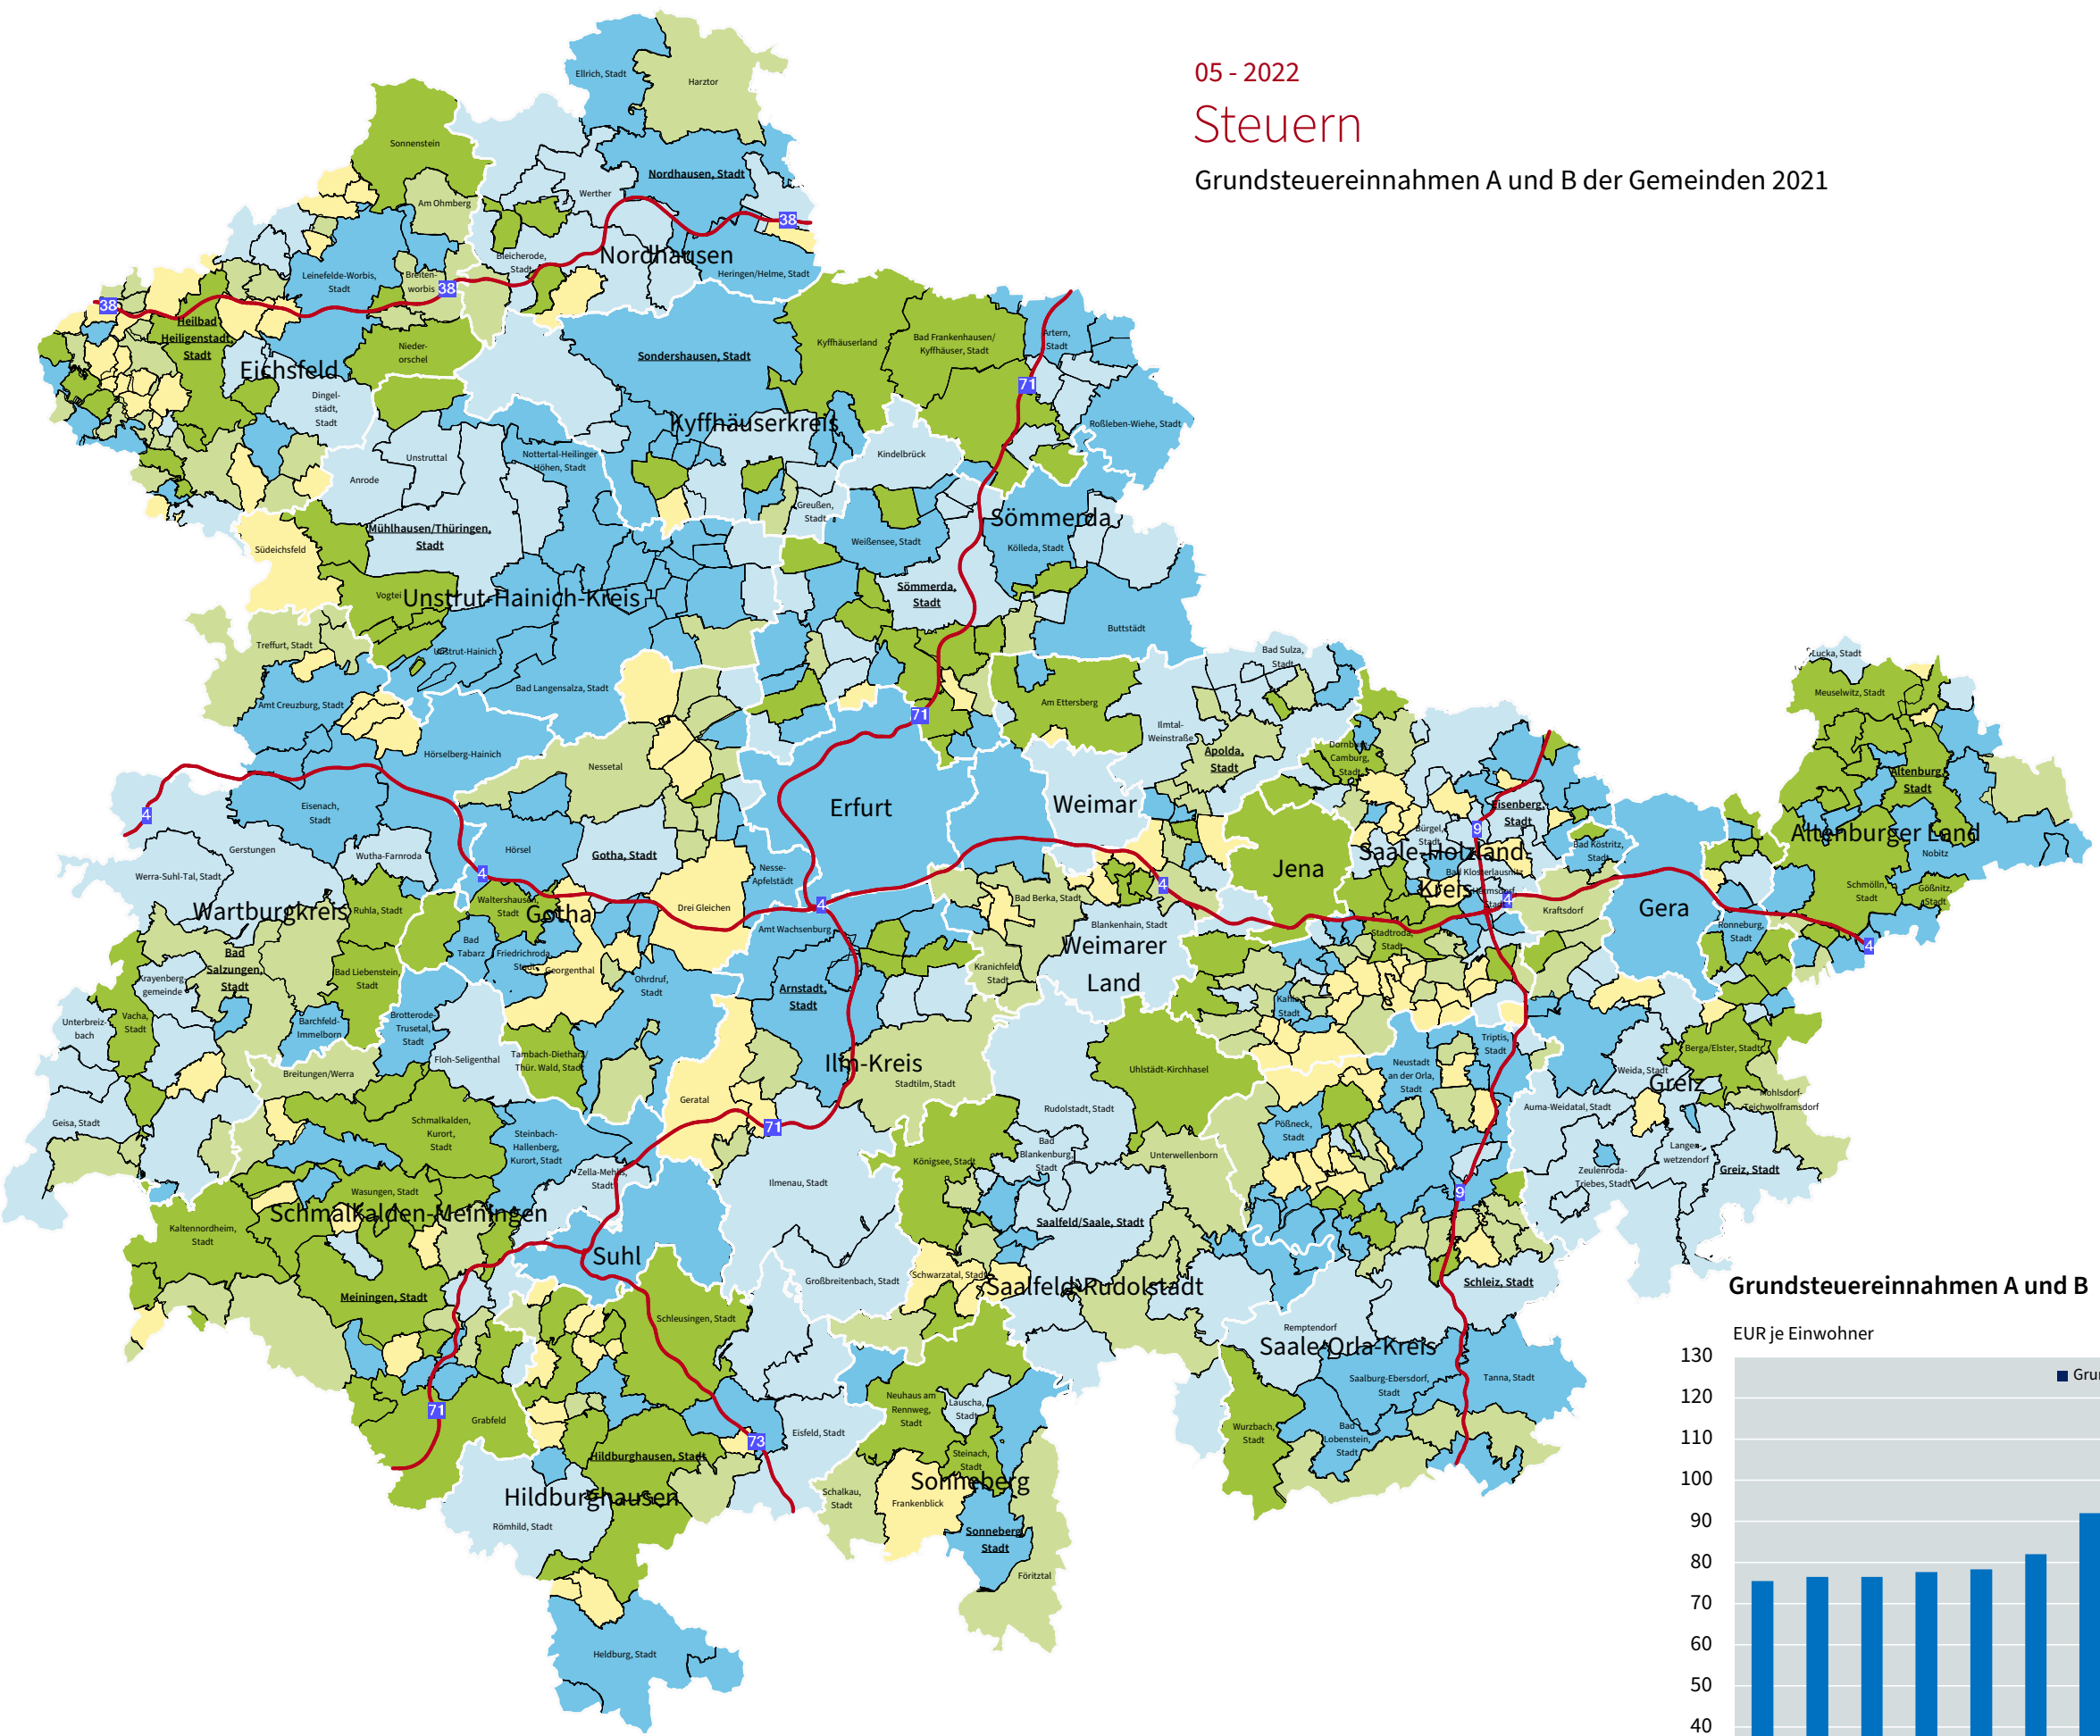 05 - 2022
Steuern
Grundsteuereinnahmen A und B der Gemeinden 2021
Ellrich, Stadt
Harztor
Sonnenstein
Nordhausen, Stadt
Werther
Am Ohmberg
38
Nordhausen
Bleicherode,
Stadt
Heringen/Helme, Stadt
Leinefelde-Worbis,
Stadt
Breiten-
worbis
38
38
Heilbad
Heiligenstadt,
Stadt
Nieder-
orschel
Sondershausen, Stadt
Kyffhäuserland
Bad Frankenhausen/
Kyffhäuser, Stadt
Artern,
Stadt
Eichsfeld
71
Dingel-
städt,
Stadt
Kyffhäuserkreis
Roßleben-Wiehe, Stadt
Unstruttal
Nottertal-Heilinger
Höhen, Stadt
Kindelbrück
Anrode
Greußen,
Stadt
Mühlhausen/Thüringen,
Stadt
Sömmerda
Südeichsfeld
Weißensee, Stadt
Kölleda, Stadt
Vogtei
Unstrut-Hainich-Kreis
Sömmerda,
Stadt
Buttstädt
Treffurt, Stadt
Unstrut-Hainich
Bad Sulza,
Stadt
Lucka, Stadt
Bad Langensalza, Stadt
Meuselwitz, Stadt
Amt Creuzburg, Stadt
Am Ettersberg
71
Ilmtal-
Weinstraße
Hörselberg-Hainich
Apolda,
Stadt
Dornburg-
Camburg,
Stadt
Nessetal
Altenburg,
Stadt
Eisenach,
Stadt
Erfurt
Weimar
Eisenberg,
Stadt
4
9
Bürgel,
Stadt
Altenburger Land
Gerstungen
Wutha-Farnroda
Hörsel
Gotha, Stadt
Saale-Holzland-
Kreis
Bad Köstritz,
Stadt
Nobitz
Werra-Suhl-Tal, Stadt
4
Nesse-
Apfelstädt
Jena
Bad Klosterlausnitz
Hermsdorf,
Stadt
4
4
Schmölln,
Stadt
Gößnitz,
Stadt
Wartburgkreis
Ruhla, Stadt
Waltershausen,
Stadt
Gotha
Drei Gleichen
4
Bad Berka, Stadt
Kraftsdorf
Gera
Blankenhain, Stadt
Amt Wachsenburg
Ronneburg,
Stadt
Stadtroda,
Stadt
4
Bad
Tabarz
Friedrichroda,
Stadt
Weimarer
Land
Bad
Salzungen,
Stadt
Bad Liebenstein,
Stadt
Georgenthal
Ohrdruf,
Stadt
Kranichfeld,
Stadt
Krayenberg-
gemeinde
Arnstadt,
Stadt
Kahla,
Stadt
Unterbreiz-
bach
Vacha,
Stadt
Barchfeld-
Immelborn
Brotterode-
Trusetal,
Stadt
Triptis,
Stadt
Berga/Elster, Stadt
Floh-Seligenthal
Tambach-Dietharz/
Thür. Wald, Stadt
Ilm-Kreis
Uhlstädt-Kirchhasel
Neustadt
an der Orla,
Stadt
Weida, Stadt
Greiz
Breitungen/Werra
Stadtilm, Stadt
Mohlsdorf-
Teichwolframsdorf
Geratal
Rudolstadt, Stadt
Auma-Weidatal, Stadt
Geisa, Stadt
Schmalkalden,
Kurort,
Stadt
Steinbach-
Hallenberg,
Kurort, Stadt
71
Pößneck,
Stadt
Bad
Blankenburg,
Stadt
Unterwellenborn
Langen-
wetzendorf
Königsee, Stadt
Zella-Mehlis,
Stadt
Zeulenroda-
Triebes, Stadt
Greiz, Stadt
Ilmenau, Stadt
Wasungen, Stadt
9
Schmalkalden-Meiningen
Saalfeld/Saale, Stadt
Kaltennordheim,
Stadt
Suhl
Großbreitenbach, Stadt
Schwarzatal, Stadt
Saalfeld-Rudolstadt
Schleiz, Stadt
Meiningen, Stadt
Schleusingen, Stadt
Remptendorf
Saale-Orla-Kreis
Grundsteuereinnahmen A und B
EUR je Einwohner
Saalburg-Ebersdorf,
Stadt
Tanna, Stadt
Neuhaus am
Rennweg,
Stadt
Lauscha,
Stadt
71
Grabfeld
Eisfeld, Stadt
Wurzbach,
Stadt
Bad
Lobenstein,
Stadt
73
Hildburghausen, Stadt
Steinach,
Stadt
Sonneberg
Hildburghausen
Schalkau,
Stadt
Frankenblick
Römhild, Stadt
Sonneberg,
Stadt
Föritztal
Heldburg, Stadt
130
120
110
100
90
80
70
60
50
40